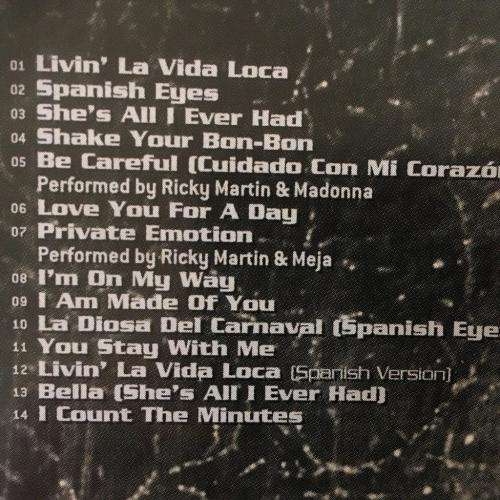 01 Livin' La Vida Loca
02 Spanish Eyes
03 She's All I Ever Had
04 Shake Your Bon-Bon
05 Be Careful (Cuidado Con Mi Corazó
Performed by Ricky Martin & Madonna
06 Love You For A Day
07 Private Emotion
Performed by Ricky Martin & Meja
08 I'm On My Way
09 I Am Made Of You
10 La Diosa Del Carnaval (Spanish Eye
11 You Stay With Me
12 Livin' La Vida Loca (Spanish Version)
13 Bella (She's All I Ever Had)
14 I Count The Minutes